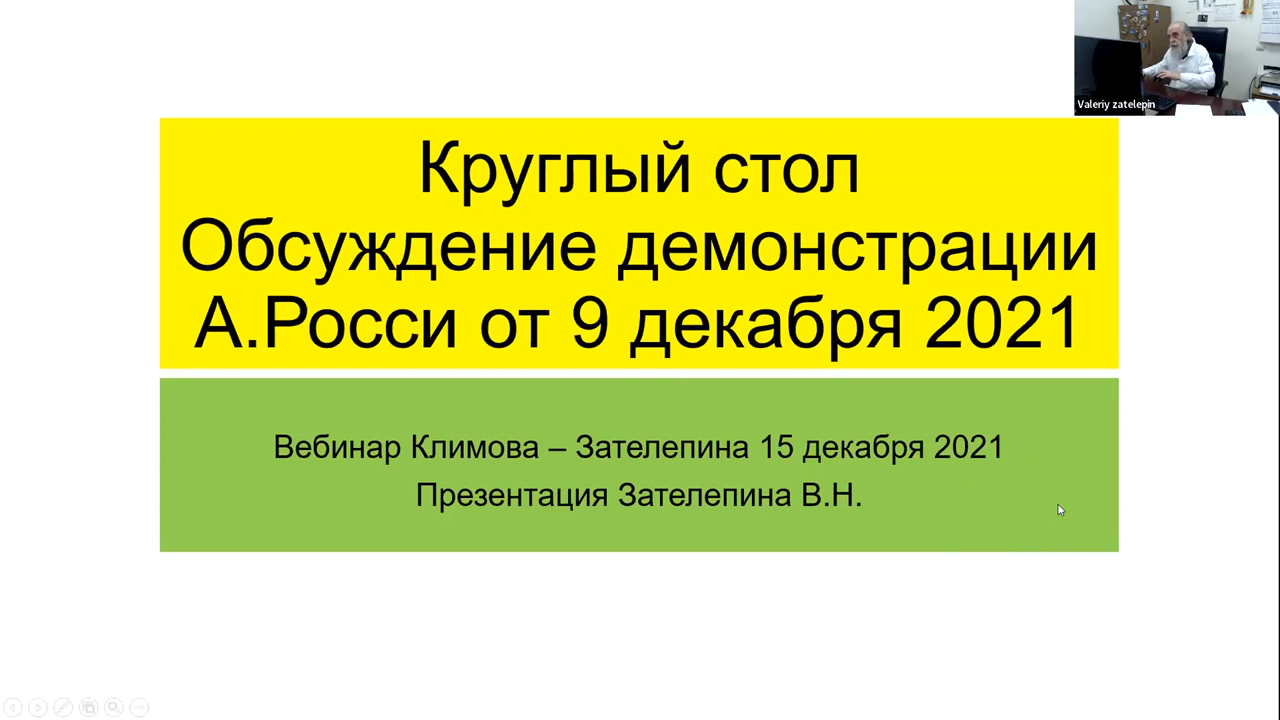 Valeriy zatelepin
Круглый стол
Обсуждение демонстрации
А.Росси от 9 декабря 2021
Вебинар Климова – Зателепина 15 декабря 2021
Презентация Зателепина В.Н.